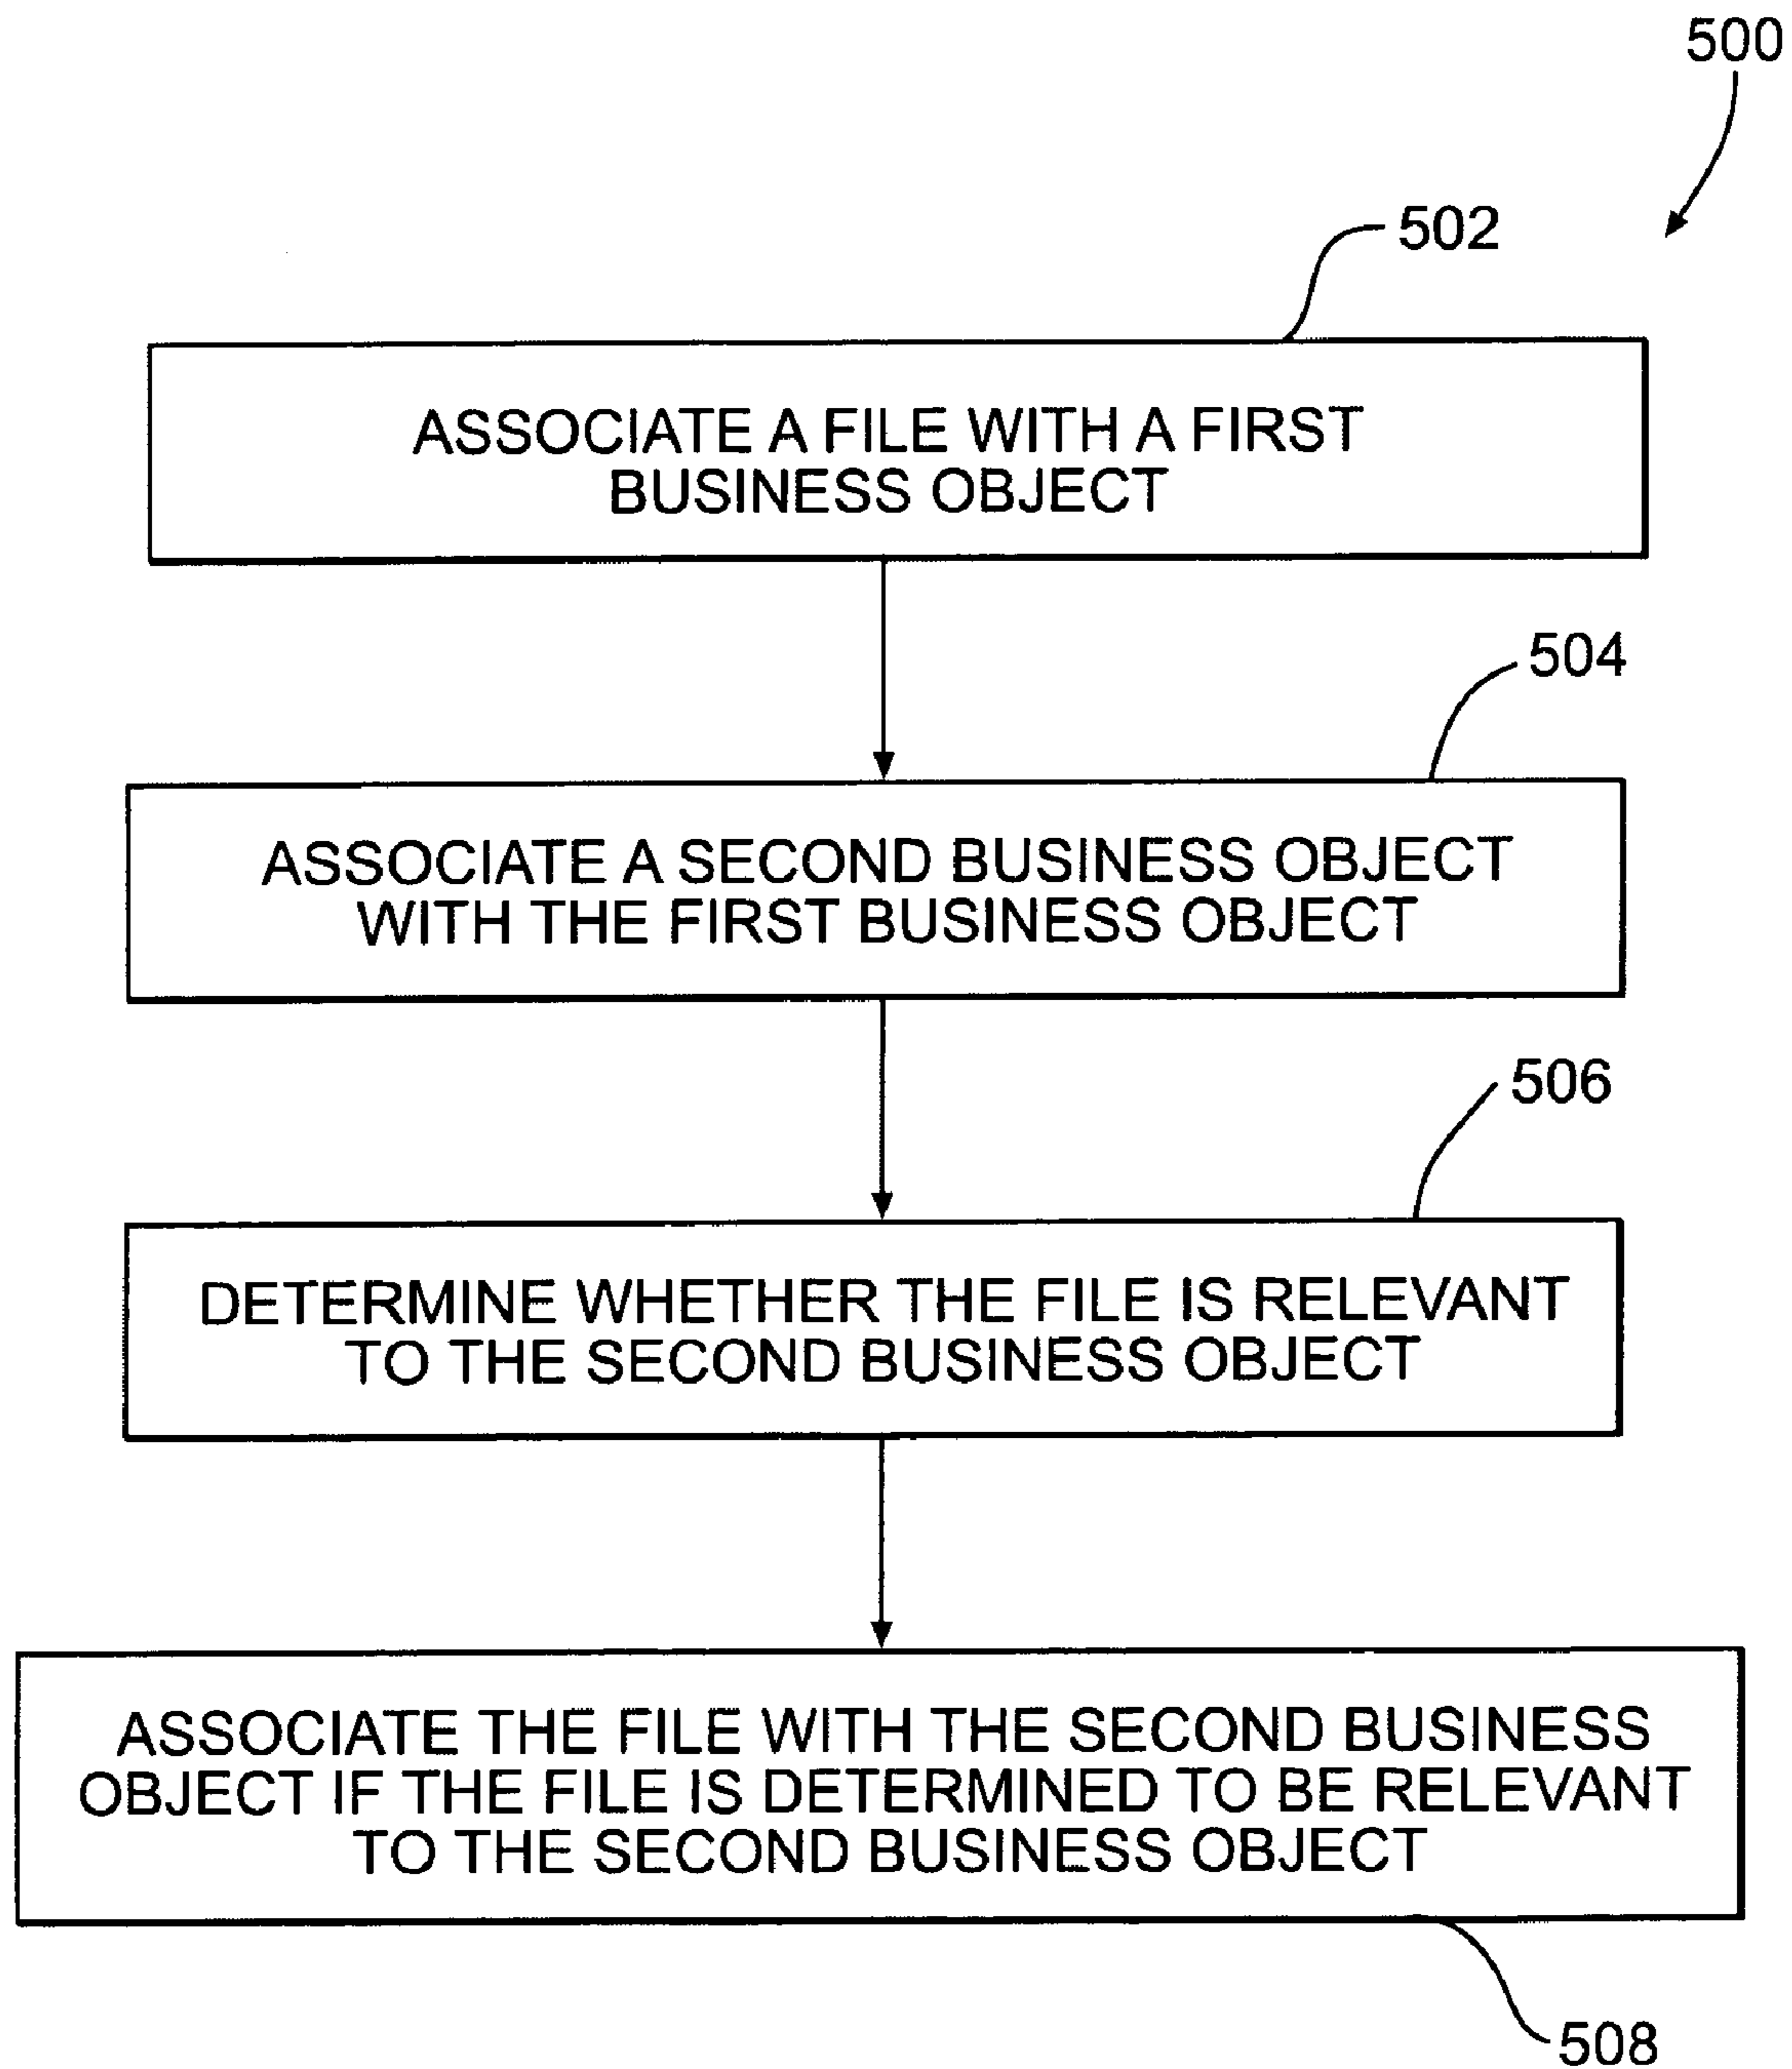 500
502
ASSOCIATE A FILE WITH A FIRST
BUSINESS OBJECT
504
ASSOCIATE A SECOND BUSINESS OBJECT
WITH THE FIRST BUSINESS OBJECT
506
DETERMINE WHETHER THE FILE IS RELEVANT
TO THE SECOND BUSINESS OBJECT
ASSOCIATE THE FILE WITH THE SECOND BUSINESS
OBJECT IF THE FILE IS DETERMINED TO BE RELEVANT
TO THE SECOND BUSINESS OBJECT
508